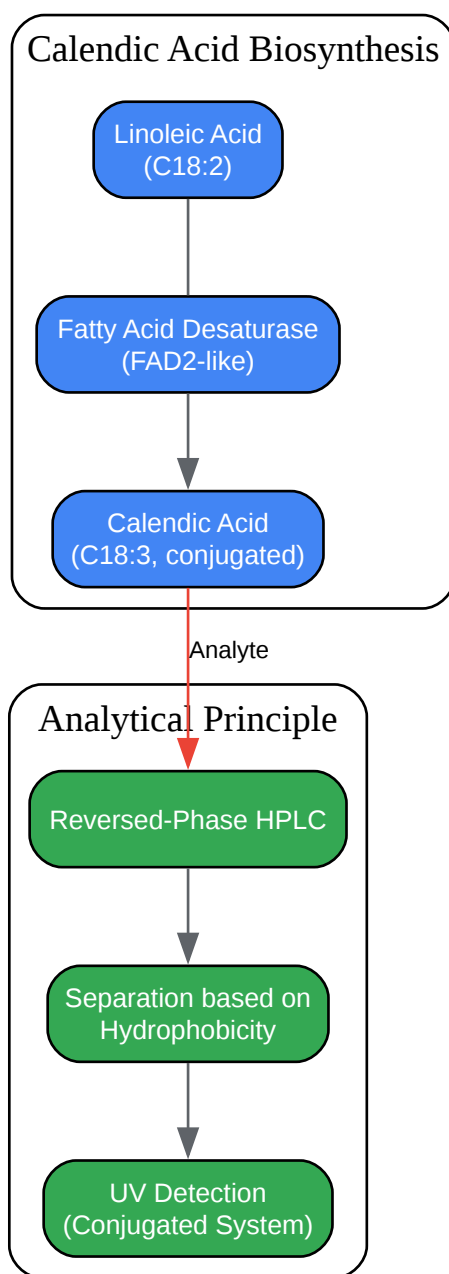 Calendic Acid Biosynthesis
Linoleic Acid
(C18:2)
Fatty Acid Desaturase
(FAD2-like)
Calendic Acid
(C18:3, conjugated)
Analyte
Analytical Principle
Reversed-Phase HPLC
Separation based on
Hydrophobicity
UV Detection
(Conjugated System)